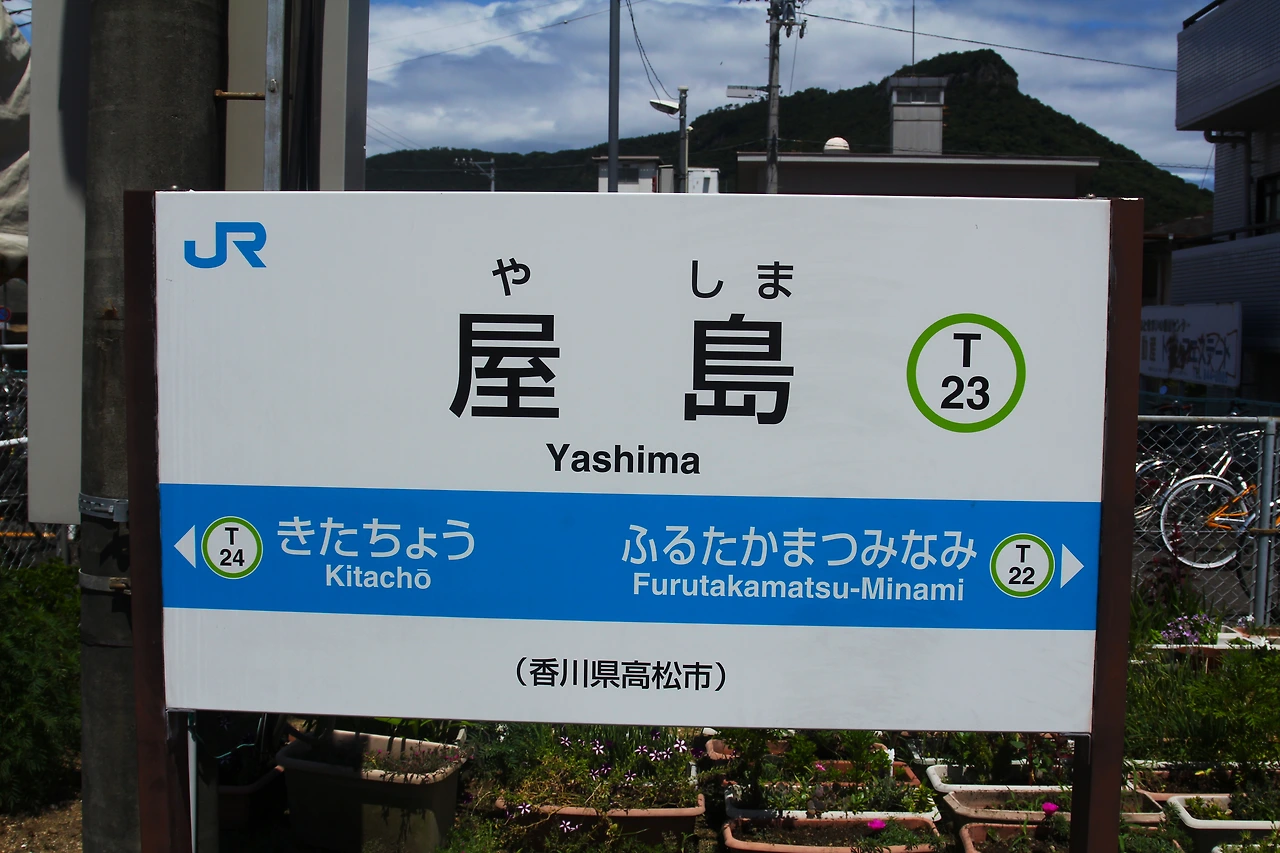 JR
や しま
屋 島
T
23
Yashima
T
24
きたちょう
Kitachō
ふるたかまつみなみ
Furutakamatsu-Minami
T
22
（香川県高松市）